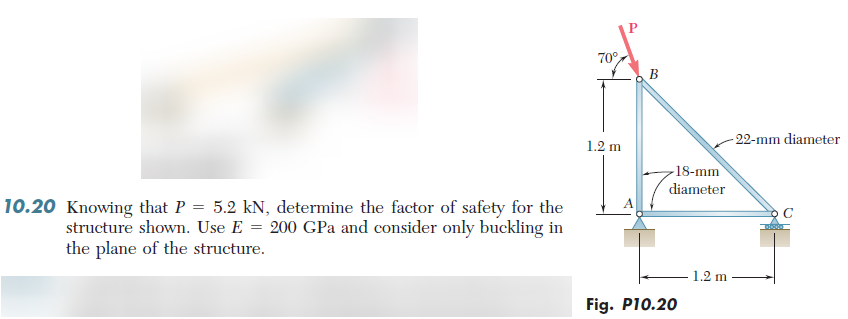 10.20 Knowing that P = 5.2 kN, determine the factor of safety for the
structure shown. Use E = 200 GPa and consider only buckling in
the plane of the structure.
P
70°
B
1.2 m
22-mm diameter
18-mm
diameter
A
C
1.2 m
Fig. P10.20